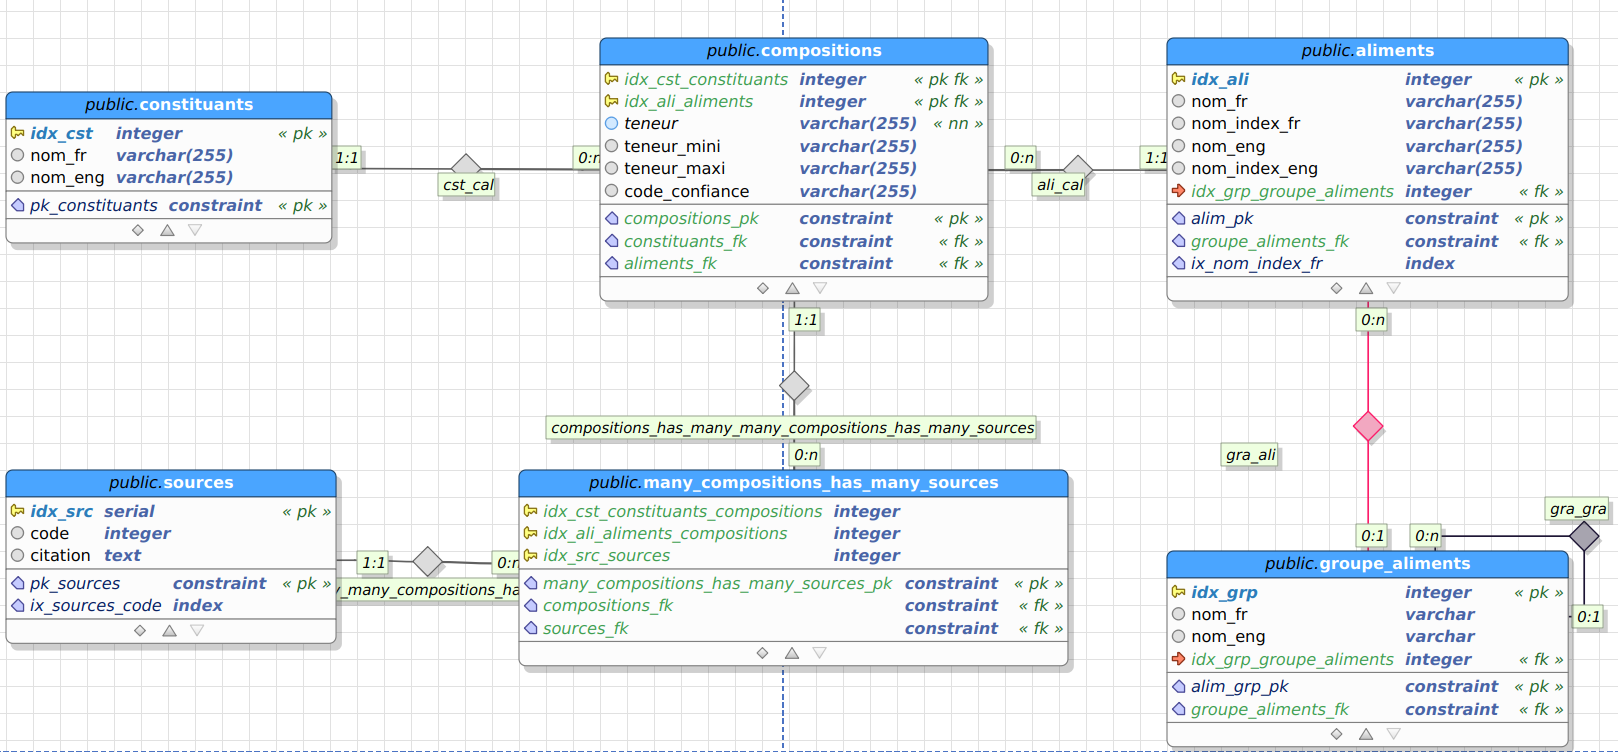 public.constituants
idx_cst integer « pk »
nom_fr varchar(255)
nom_eng varchar(255)
pk_constituants constraint « pk »
1:1
cst_cal
0:n
public.compositions
idx_cst_constituants integer « pk fk »
idx_ali_aliments integer « pk fk »
teneur varchar(255) « nn »
teneur_mini varchar(255)
teneur_maxi varchar(255)
code_confiance varchar(255)
compositions_pk constraint « pk »
constituants_fk constraint « fk »
aliments_fk constraint « fk »
0:n
ali_cal
1:1
public.aliments
idx_ali integer « pk »
nom_fr varchar(255)
nom_index_fr varchar(255)
nom_eng varchar(255)
nom_index_eng varchar(255)
idx_grp_groupe_aliments integer « fk »
alim_pk constraint « pk »
groupe_aliments_fk constraint « fk »
ix_nom_index_fr index
1:1
compositions_has_many_many_compositions_has_many_sources
0:n
0:n
gra_ali
0:1
public.sources
idx_src serial « pk »
code integer
citation text
pk_sources constraint « pk »
ix_sources_code index
1:1
0:n
_many_compositions_ha
public.many_compositions_has_many_sources
idx_cst_constituants_compositions integer
idx_ali_aliments_compositions integer
idx_src_sources integer
many_compositions_has_many_sources_pk constraint « pk »
compositions_fk constraint « fk »
sources_fk constraint « fk »
0:n
gra_gra
0:1
public.groupe_aliments
idx_grp integer « pk »
nom_fr varchar
nom_eng varchar
idx_grp_groupe_aliments integer « fk »
alim_grp_pk constraint « pk »
groupe_aliments_fk constraint « fk »